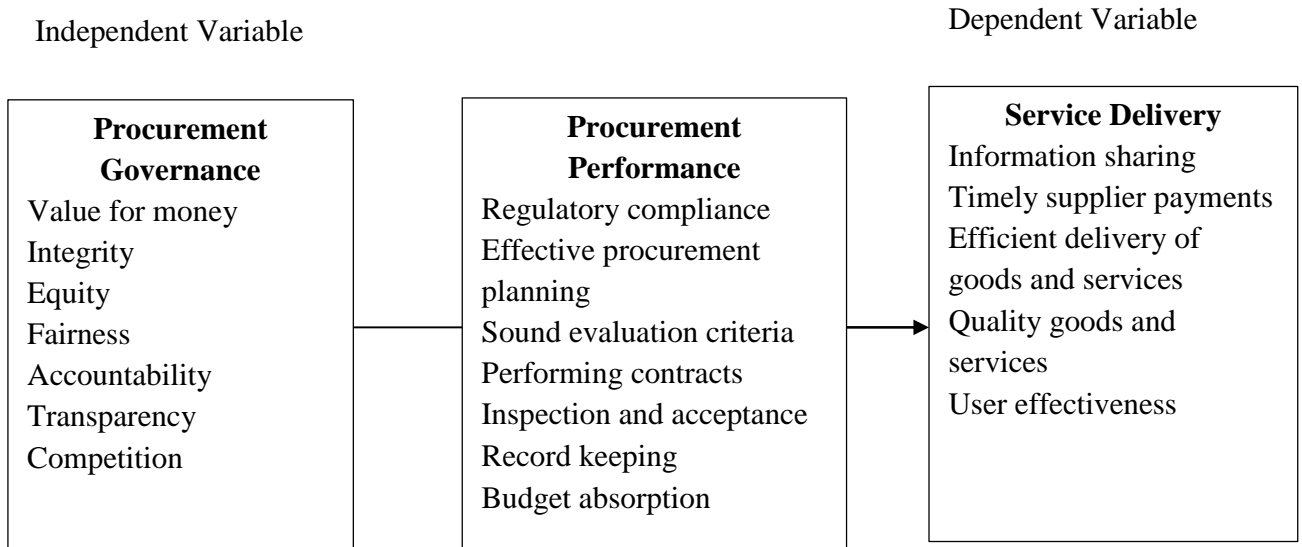 Independent Variable
Dependent Variable
Procurement
Governance
Value for money
Integrity
Equity
Fairness
Accountability
Transparency
Competition
Procurement
Performance
Regulatory compliance
Effective procurement
planning
Sound evaluation criteria
Performing contracts
Inspection and acceptance
Record keeping
Budget absorption
Service Delivery
Information sharing
Timely supplier payments
Efficient delivery of
goods and services
Quality goods and
services
User effectiveness